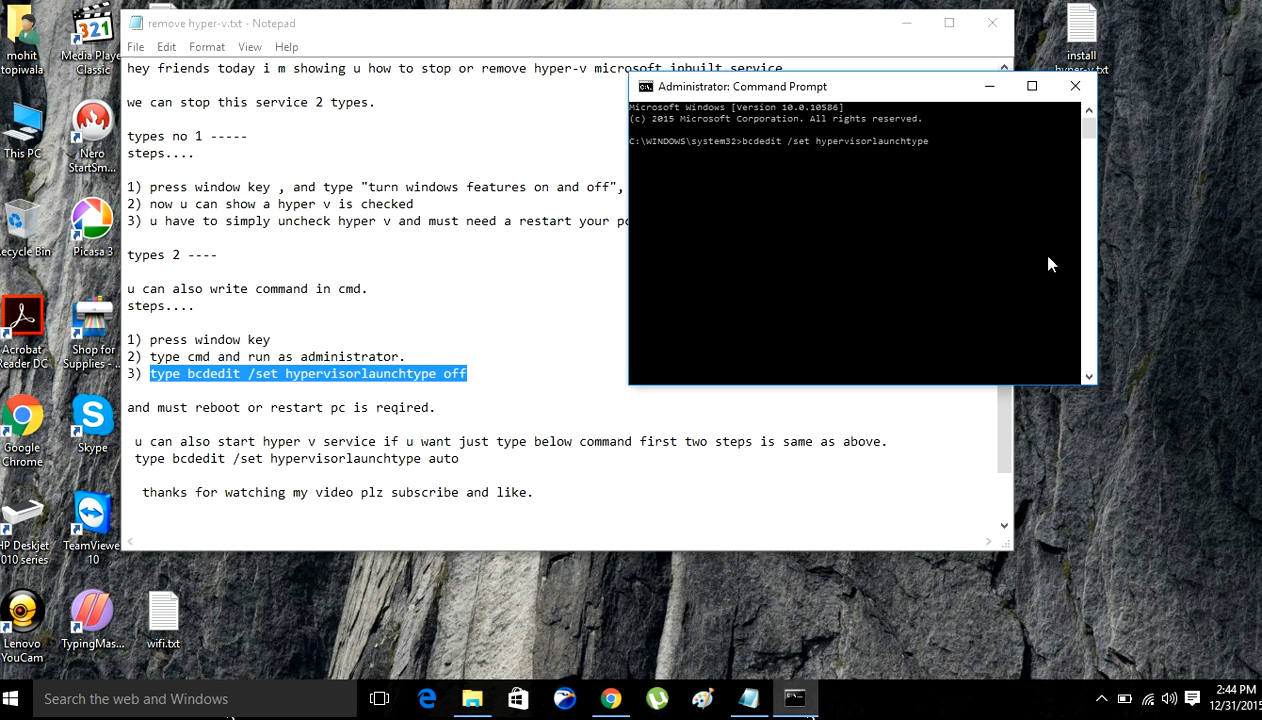 mohit
topiwala
Media Playe
Classic
This PC
Nero
StartSm...
ecycle Bin
Picasa 3
Acrobat
Reader DC
Shop for
Supplies - ...
Google
Chrome
Skype
HP Deskjet
010 series
TeamViewe
10
Lenovo
YouCam
TypingMas...
wifi.txt
install
hyper-v.txt
remove hyper-v.txt - Notepad
File Edit Format View Help
hey friends today i m showing u how to stop or remove hyper-v microsoft inbuilt service
we can stop this service 2 types.
types no 1 -----
steps....
1) press window key , and type "turn windows features on and off",
2) now u can show a hyper v is checked
3) u have to simply uncheck hyper v and must need a restart your pc
types 2 ----
u can also write command in cmd.
steps....
1) press window key
2) type cmd and run as administrator.
3) type bcdedit /set hypervisorlaunchtype off
and must reboot or restart pc is reqired.
u can also start hyper v service if u want just type below command first two steps is same as above.
type bcdedit /set hypervisorlaunchtype auto
thanks for watching my video plz subscribe and like.
Administrator: Command Prompt
Microsoft Windows [Version 10.0.10586]
(c) 2015 Microsoft Corporation. All rights reserved.
C:\WINDOWS\system32>bcdedit /set hypervisorlaunchtype
Search the web and Windows
2:44 PM
12/31/2015